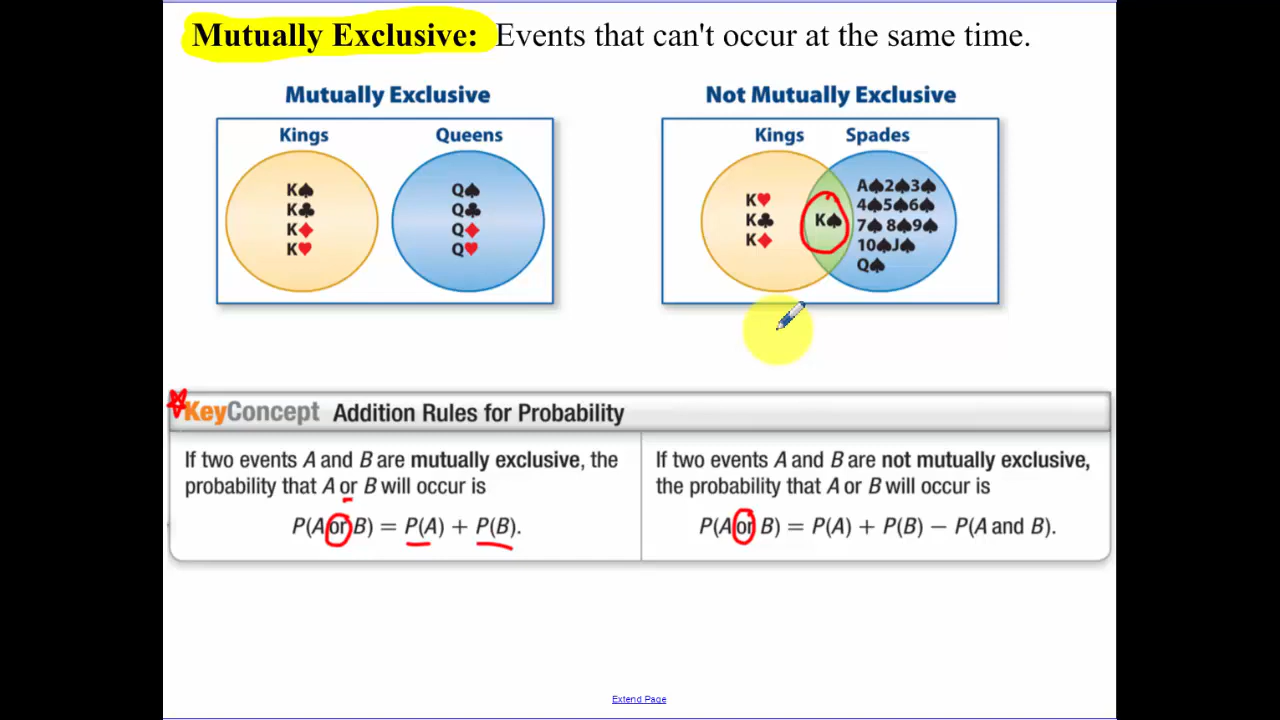 Mutually Exclusive: Events that can't occur at the same time.
Mutually Exclusive
Kings Queens
K♠
K♣
K♦
K♥
Q♠
Q♣
Q♦
Q♥
Not Mutually Exclusive
Kings Spades
K♥
K♣
K♦
K♠
A♠2♠3♠
4♠5♠6♠
7♠ 8♠9♠
10♠J♠
Q♠
KeyConcept Addition Rules for Probability
If two events A and B are mutually exclusive, the
probability that A or B will occur is
P(A or B) = P(A) + P(B).
If two events A and B are not mutually exclusive,
the probability that A or B will occur is
P(A or B) = P(A) + P(B) − P(A and B).
Extend Page